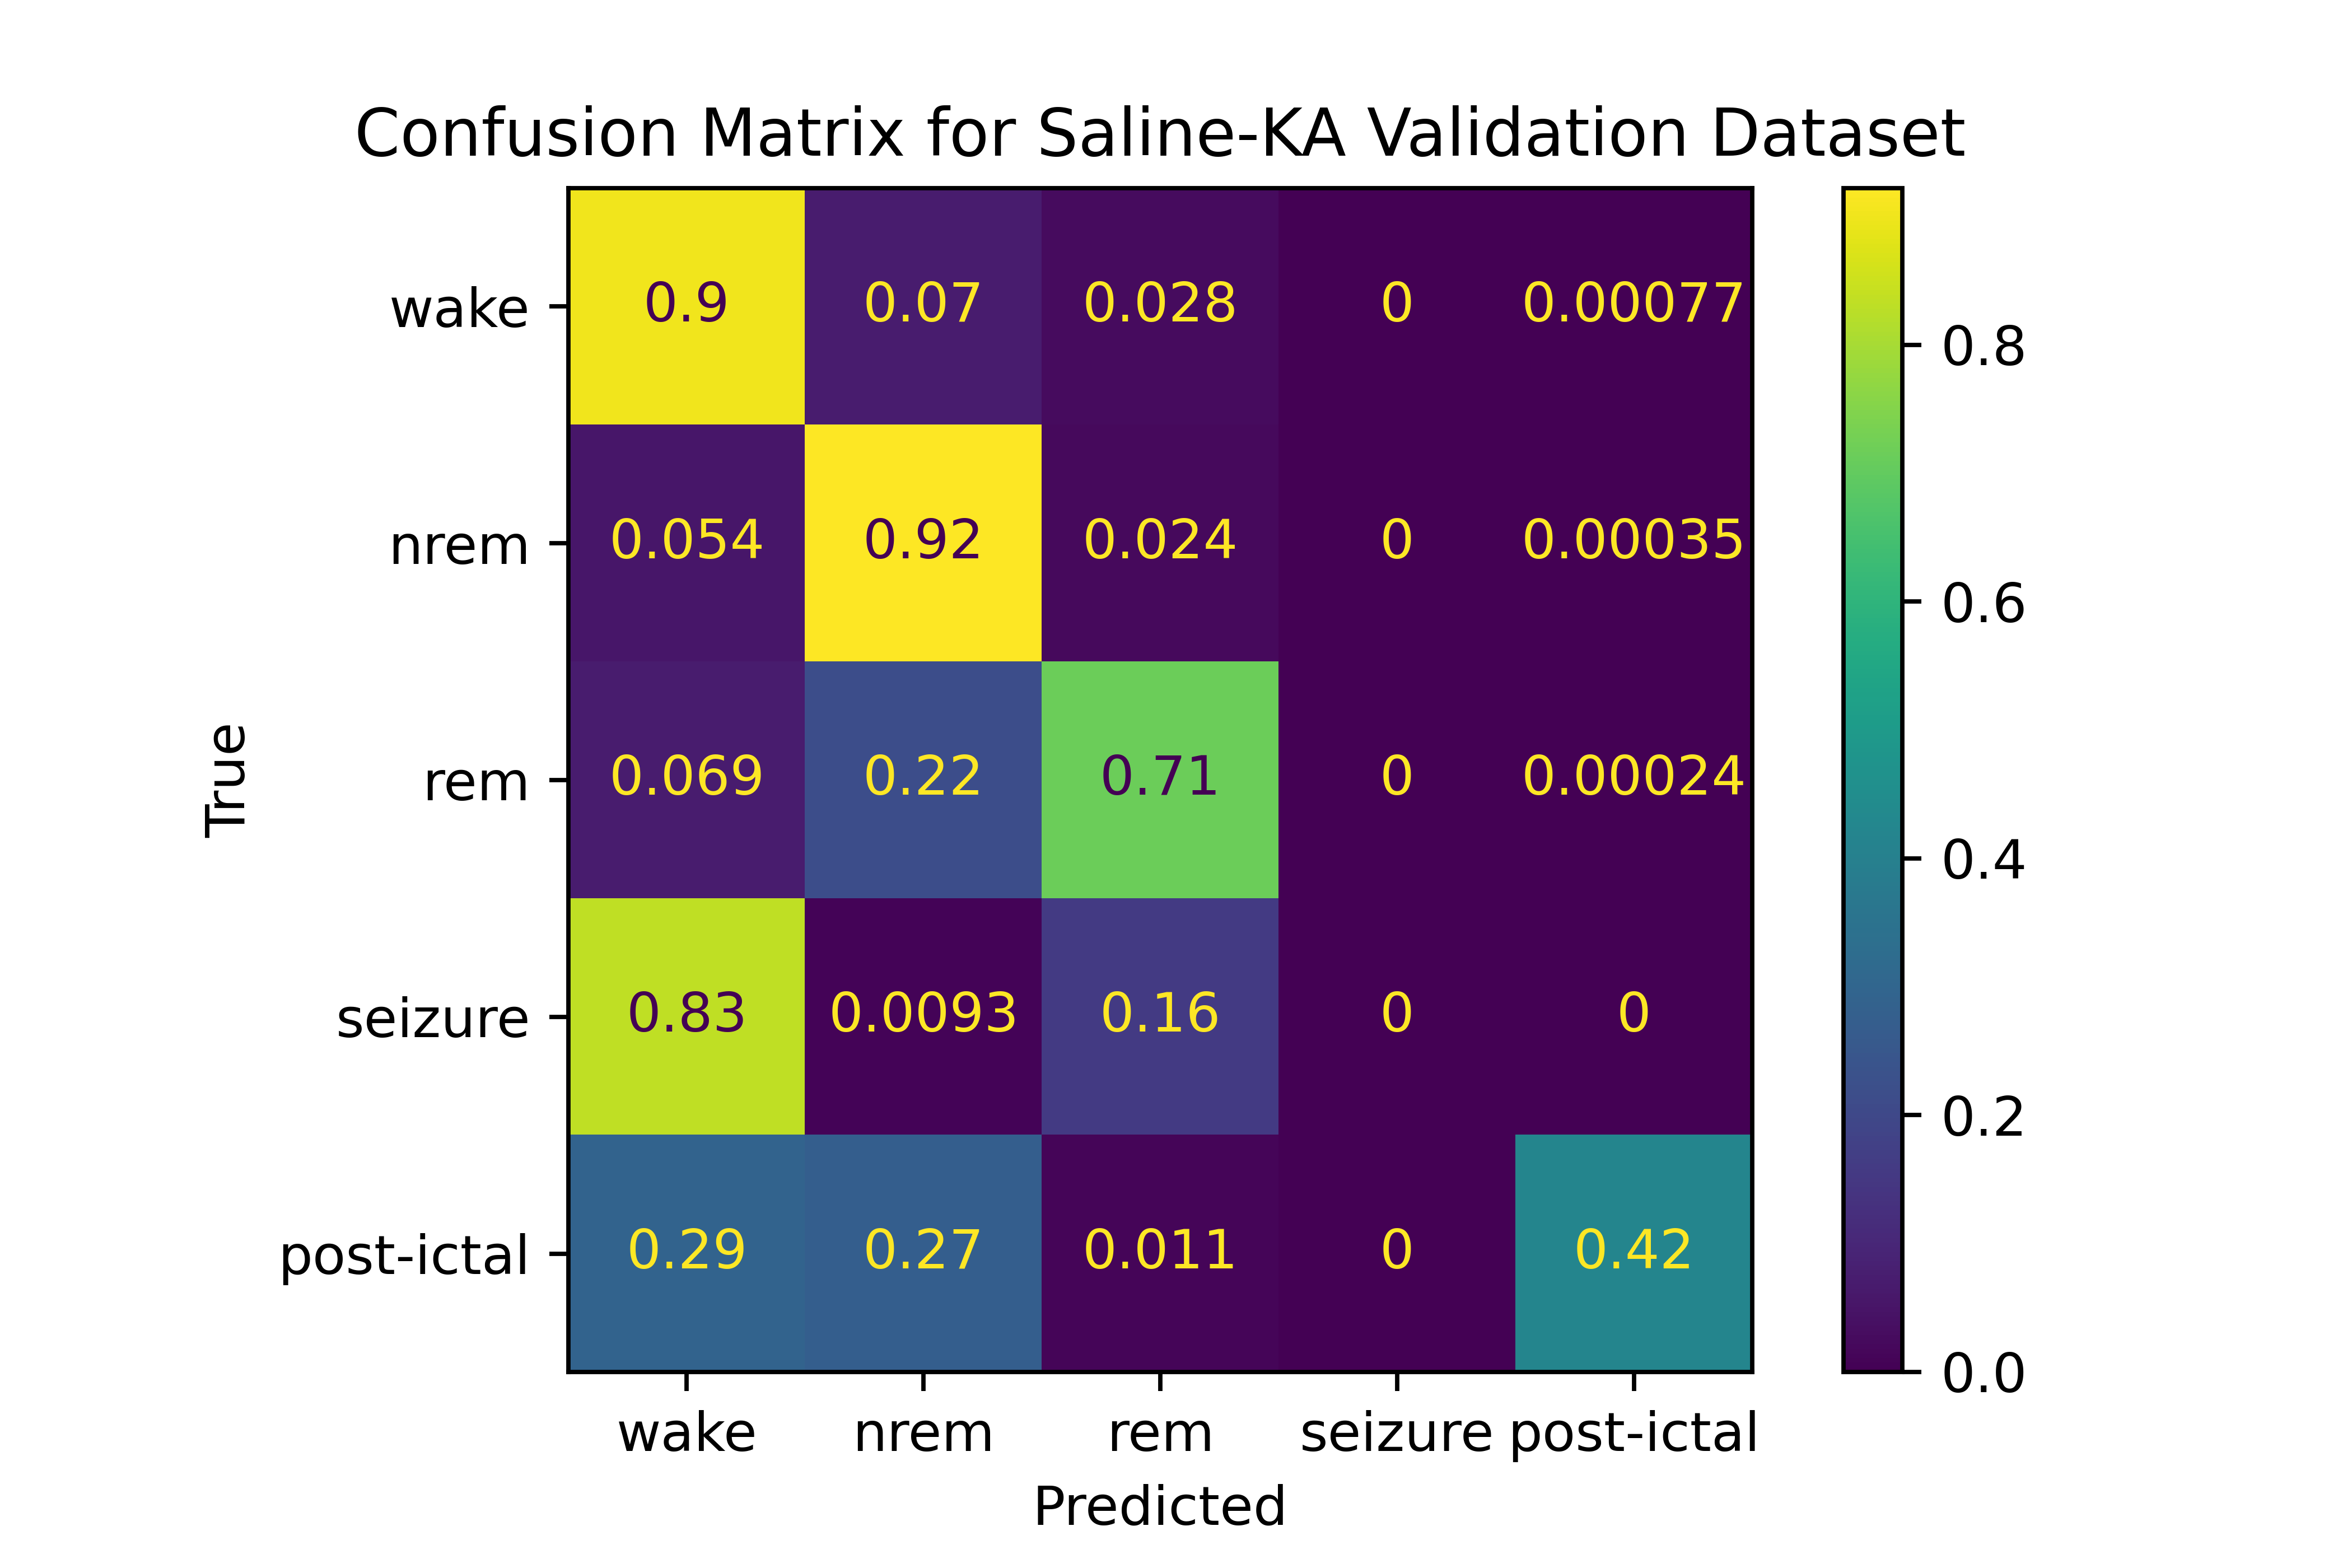 Confusion Matrix for Saline-KA Validation Dataset
wake 0.9 0.07 0.028 0 0.00077
nrem 0.054 0.92 0.024 0 0.00035
rem 0.069 0.22 0.71 0 0.00024
seizure 0.83 0.0093 0.16 0 0
post-ictal 0.29 0.27 0.011 0 0.42
wake nrem rem seizure post-ictal
Predicted
True
0.8
0.6
0.4
0.2
0.0